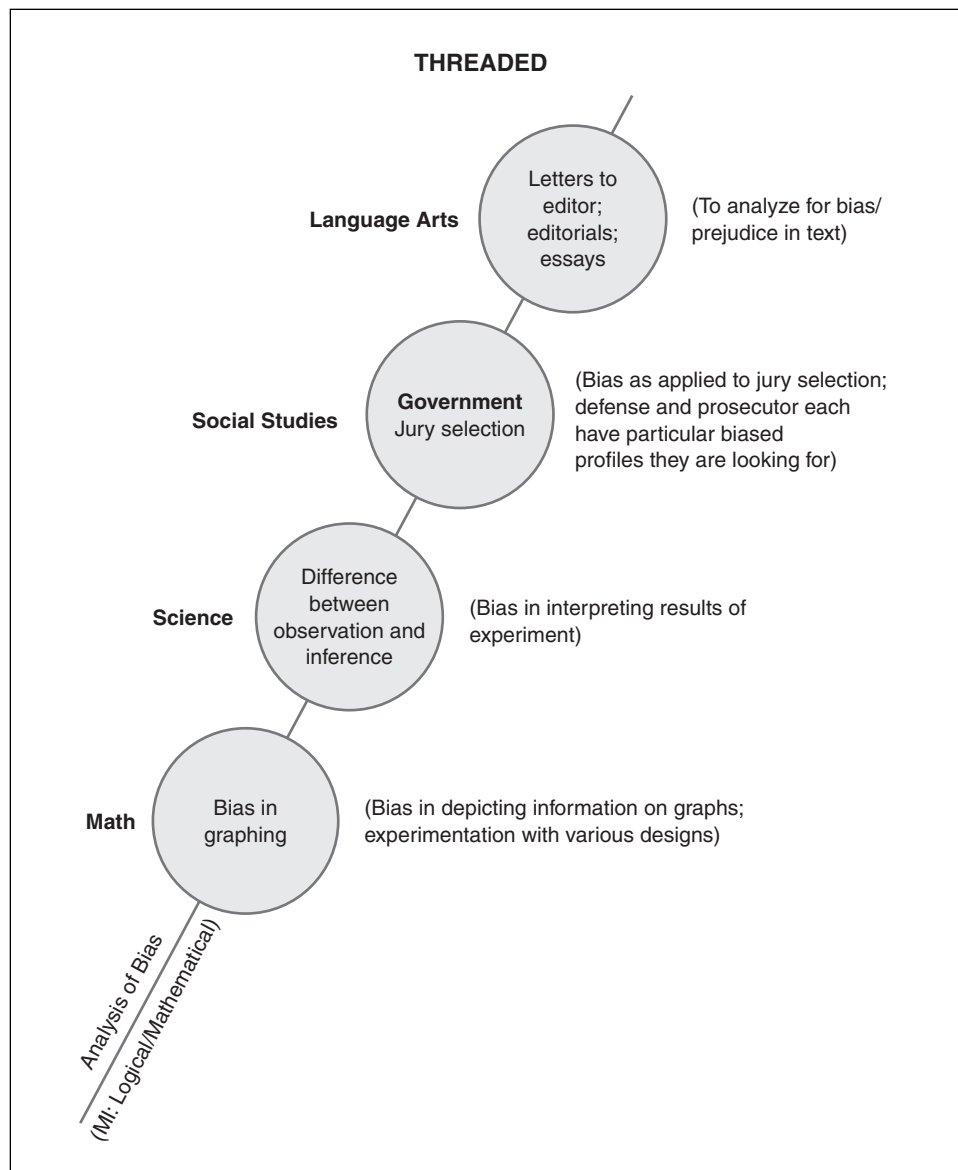 THREADED
Letters to
editor;
editorials;
essays
Language Arts
(To analyze for bias/
prejudice in text)
Government
Jury selection
Social Studies
(Bias as applied to jury selection;
defense and prosecutor each
have particular biased
profiles they are looking for)
Difference
between
observation and
inference
Science
(Bias in interpreting results of
experiment)
Bias in
graphing
Math
(Bias in depicting information on graphs;
experimentation with various designs)
Analysis of Bias
(MI: Logical/Mathematical)